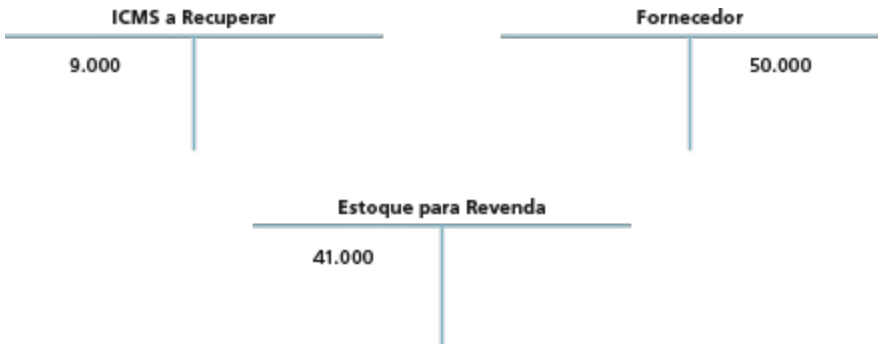 ICMS a Recuperar
Fornecedor
9.000
50.000
Estoque para Revenda
41.000